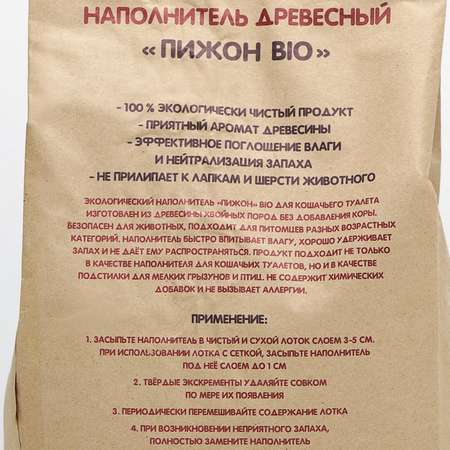 НАПОЛНИТЕЛЬ ДРЕВЕСНЫЙ
«ПИЖОН BIO»
- 100 % ЭКОЛОГИЧЕСКИ ЧИСТЫЙ ПРОДУКТ
- ПРИЯТНЫЙ АРОМАТ ДРЕВЕСИНЫ
- ЭФФЕКТИВНОЕ ПОГЛОЩЕНИЕ ВЛАГИ
И НЕЙТРАЛИЗАЦИЯ ЗАПАХА
- НЕ ПРИЛИПАЕТ К ЛАПКАМ И ШЕРСТИ ЖИВОТНОГО
ЭКОЛОГИЧЕСКИЙ НАПОЛНИТЕЛЬ «ПИЖОН» BIO ДЛЯ КОШАЧЬЕГО ТУАЛЕТА
ИЗГОТОВЛЕН ИЗ ДРЕВЕСИНЫ ХВОЙНЫХ ПОРОД БЕЗ ДОБАВЛЕНИЯ КОРЫ.
БЕЗОПАСЕН ДЛЯ ЖИВОТНЫХ, ПОДХОДИТ ДЛЯ ПИТОМЦЕВ РАЗНЫХ ВОЗРАСТНЫХ
КАТЕГОРИЙ. НАПОЛНИТЕЛЬ БЫСТРО ВПИТЫВАЕТ ВЛАГУ, ХОРОШО УДЕРЖИВАЕТ
ЗАПАХ И НЕ ДАЁТ ЕМУ РАСПРОСТРАНЯТЬСЯ. ПРОДУКТ ПОДХОДИТ НЕ ТОЛЬКО
В КАЧЕСТВЕ НАПОЛНИТЕЛЯ ДЛЯ КОШАЧЬИХ ТУАЛЕТОВ, НО И В КАЧЕСТВЕ
ПОДСТИЛКИ ДЛЯ МЕЛКИХ ГРЫЗУНОВ И ПТИЦ. НЕ СОДЕРЖИТ ХИМИЧЕСКИХ
ДОБАВОК И НЕ ВЫЗЫВАЕТ АЛЛЕРГИИ.
ПРИМЕНЕНИЕ:
1. ЗАСЫПЬТЕ НАПОЛНИТЕЛЬ В ЧИСТЫЙ И СУХОЙ ЛОТОК СЛОЕМ 3-5 СМ.
ПРИ ИСПОЛЬЗОВАНИИ ЛОТКА С СЕТКОЙ, ЗАСЫПЬТЕ НАПОЛНИТЕЛЬ
ПОД НЕЁ СЛОЕМ ДО 1 СМ
2. ТВЁРДЫЕ ЭКСКРЕМЕНТЫ УДАЛЯЙТЕ СОВКОМ
ПО МЕРЕ ИХ ПОЯВЛЕНИЯ
3. ПЕРИОДИЧЕСКИ ПЕРЕМЕШИВАЙТЕ СОДЕРЖАНИЕ ЛОТКА
4. ПРИ ВОЗНИКНОВЕНИИ НЕПРИЯТНОГО ЗАПАХА,
ПОЛНОСТЬЮ ЗАМЕНИТЕ НАПОЛНИТЕЛЬ